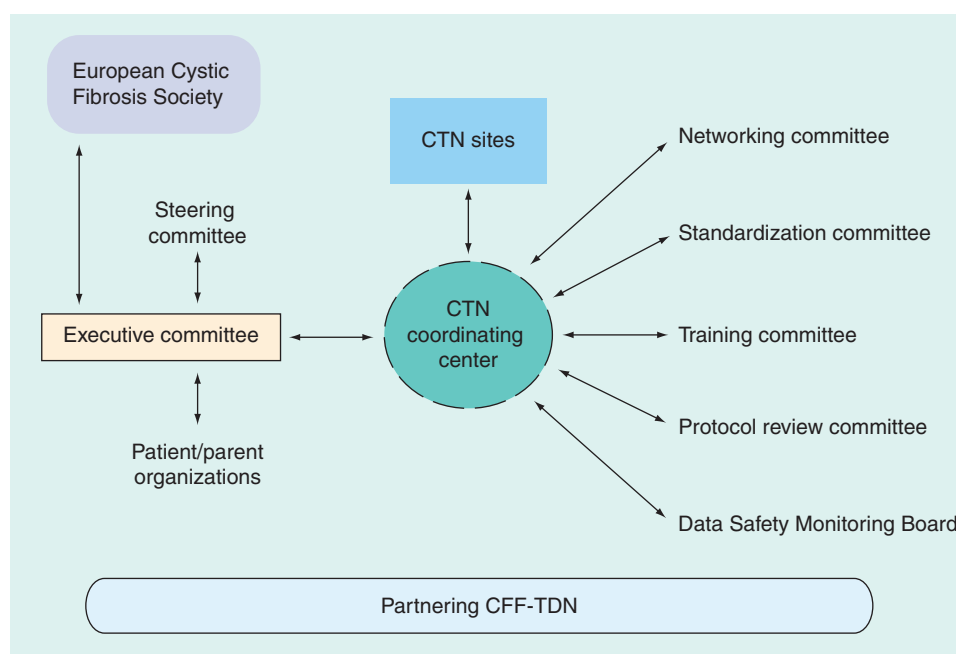 European Cystic
Fibrosis Society
CTN sites
Networking committee
Steering
committee
Standardization committee
Executive committee
CTN
coordinating
center
Training committee
Patient/parent
organizations
Protocol review committee
Data Safety Monitoring Board
Partnering CFF-TDN